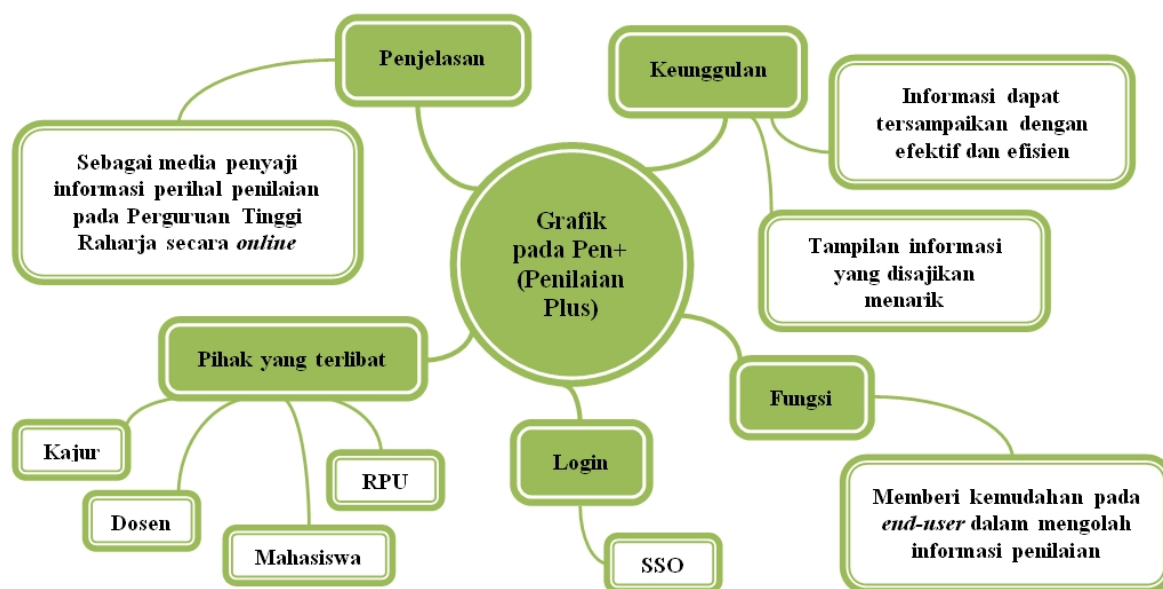 Penjelasan
Sebagai media penyaji
informasi perihal penilaian
pada Perguruan Tinggi
Raharja secara online
Keunggulan
Informasi dapat
tersampaikan dengan
efektif dan efisien
Tampilan informasi
yang disajikan
menarik
Grafik
pada Pen+
(Penilaian
Plus)
Pihak yang terlibat
Kajur
Dosen
Mahasiswa
RPU
Login
SSO
Fungsi
Memberi kemudahan pada
end-user dalam mengolah
informasi penilaian